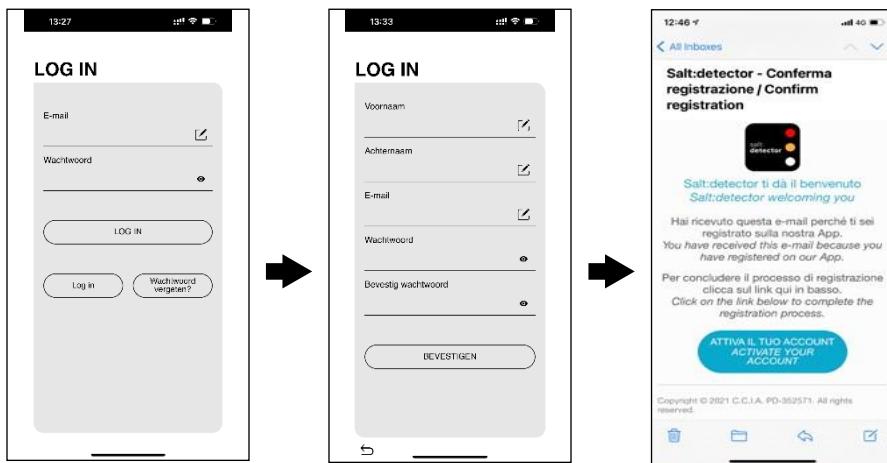 13:27
LOG IN
E-mail
Wachtwoord
LOG IN
Log in
Wachtwoord
vergeten?
13:33
LOG IN
Voornaam
Achternaam
E-mail
Wachtwoord
Bevestig wachtwoord
BEVESTIGEN
12:46
4G
All Inboxes
Salt:detector - Conferma
registrazione / Confirm
registration
salt:
detector
Salt:detector ti dà il benvenuto
Salt:detector welcoming you
Hai ricevuto questa e-mail perché ti sei
registrato sulla nostra App.
You have received this e-mail because you
have registered on our App.
Per concludere il processo di registrazione
clicca sul link qui in basso.
Click on the link below to complete the
registration process.
ATTIVA IL TUO ACCOUNT
ACTIVATE YOUR
ACCOUNT
Copyright © 2021 C.C.I.A. PD-352571. All rights
reserved.